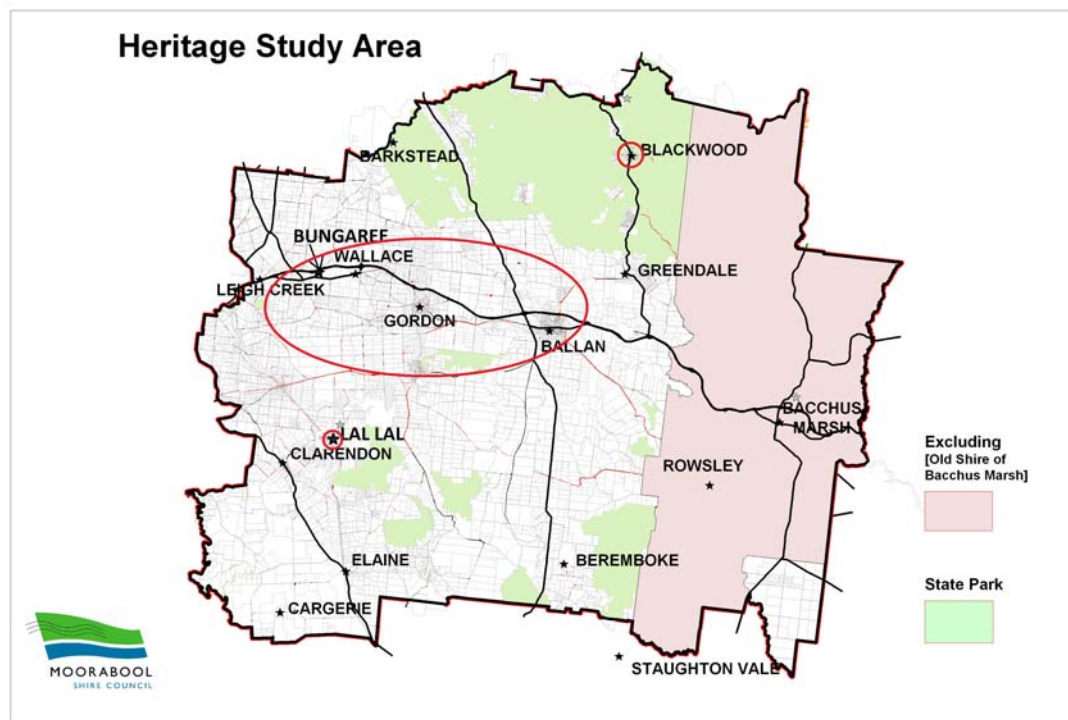 Heritage Study Area
BLACKWOOD
BARKSTEAD
BUNGAREE
WALLACE
LEIGH CREEK
GREENDALE
GORDON
BALLAN
BACCHUS
MARSH
LAL LAL
CLARENDON
ROWSLEY
ELAINE
BEREMBOKE
CARGERIE
STAUGHTON VALE
Excluding
[Old Shire of
Bacchus Marsh]
State Park
MOORABOOL
SHIRE COUNCIL